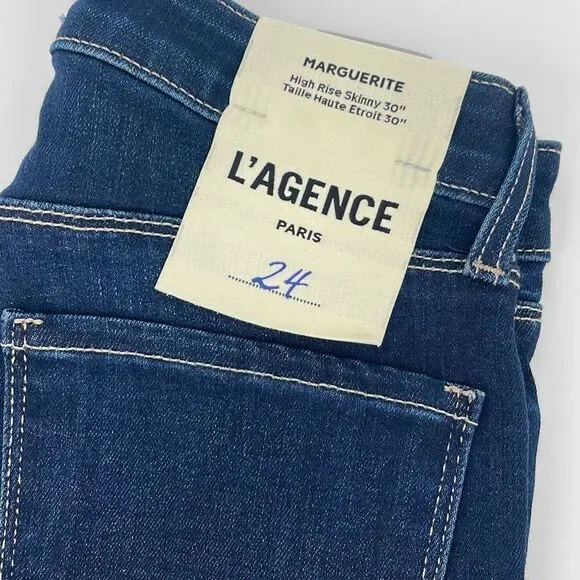 MARGUERITE
High Rise Skinny 30"
Taille Haute Etroit 30"
L'AGENCE
PARIS
24